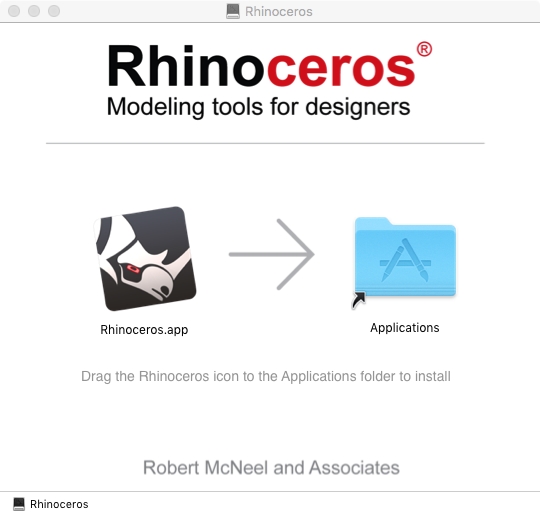 Rhinoceros
Rhinoceros®
Modeling tools for designers
Rhinoceros.app
Applications
Drag the Rhinoceros icon to the Applications folder to install
Robert McNeel and Associates
Rhinoceros